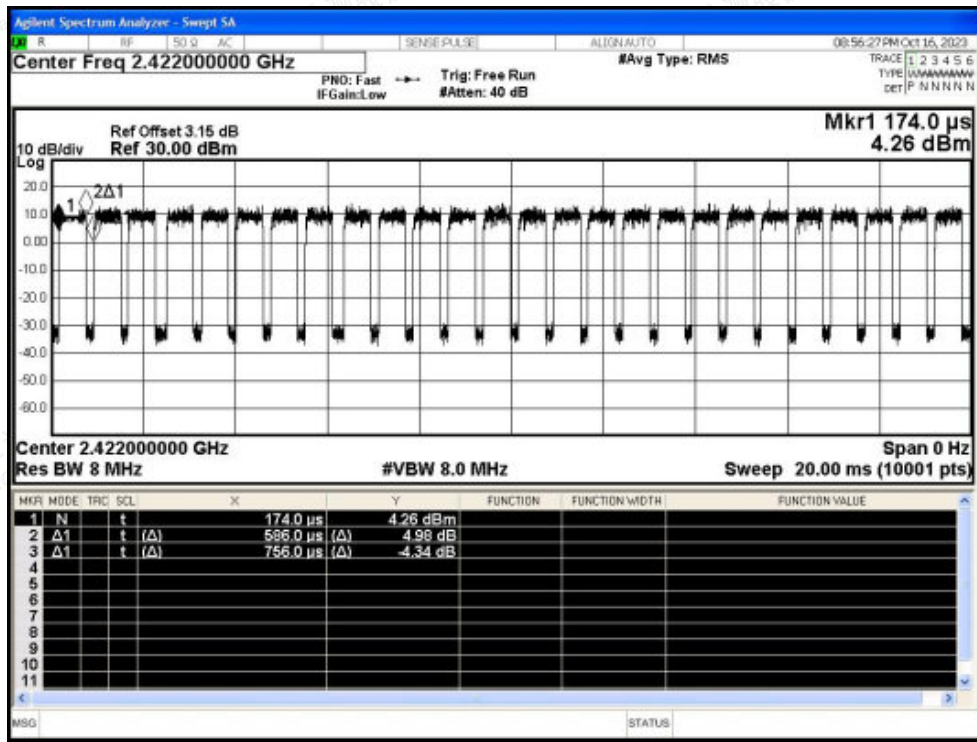 Agilent Spectrum Analyzer - Swept SA
R RF 50 Ω AC SENSE:PULSE ALIGN AUTO 08:56:27 PM Oct 16, 2023
Center Freq 2.422000000 GHz #Avg Type: RMS TRACE 1 2 3 4 5 6
PNO: Fast Trig: Free Run TYPE WWWWWW
IFGain:Low #Atten: 40 dB DET P N N N N N
Mkr1 174.0 µs
Ref Offset 3.15 dB
10 dB/div Ref 30.00 dBm 4.26 dBm
Log
20.0
1 2Δ1
10.0
0.00
-10.0
-20.0
-30.0
-40.0
-50.0
-60.0
Center 2.422000000 GHz Span 0 Hz
Res BW 8 MHz #VBW 8.0 MHz Sweep 20.00 ms (10001 pts)
MKR MODE TRC SCL X Y FUNCTION FUNCTION WIDTH FUNCTION VALUE
1 N t 174.0 µs 4.26 dBm
2 Δ1 t (Δ) 586.0 µs (Δ) 4.98 dB
3 Δ1 t (Δ) 756.0 µs (Δ) -4.34 dB
4
5
6
7
8
9
10
11
MSG STATUS